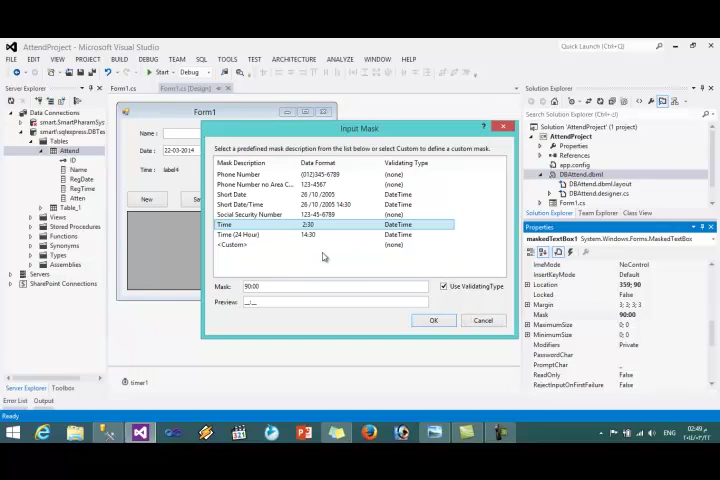 AttendProject - Microsoft Visual Studio
Quick Launch (Ctrl+Q)
FILE EDIT VIEW PROJECT BUILD DEBUG TEAM SQL TOOLS TEST ARCHITECTURE ANALYZE WINDOW HELP
Start Debug
Server Explorer
Form1.cs Form1.cs [Design]
Solution Explorer
Data Connections
smart.SmartPharamSys
smart\sqlexpress.DBTes
Tables
Attend
ID
Name
RegDate
RegTime
Atten
Table_1
Views
Stored Procedures
Functions
Synonyms
Types
Assemblies
Servers
SharePoint Connections
Server Explorer Toolbox
Error List Output
Ready
Form1
Name :
Date : 22-03-2014
Time : label4
New
timer1
Input Mask
Select a predefined mask description from the list below or select Custom to define a custom mask.
Mask Description Data Format Validating Type
Phone Number (012)345-6789 (none)
Phone Number no Area C... 123-4567 (none)
Short Date 26 /10 /2005 DateTime
Short Date/Time 26 /10 /2005 14:30 DateTime
Social Security Number 123-45-6789 (none)
Time 2:30 DateTime
Time (24 Hour) 14:30 DateTime
<Custom> (none)
Mask: 90:00
Use ValidatingType
Preview: __:__
OK Cancel
Search Solution Explorer (Ctrl+;)
Solution 'AttendProject' (1 project)
AttendProject
Properties
References
app.config
DBAttend.dbml
DBAttend.dbml.layout
DBAttend.designer.cs
Form1.cs
Solution Explorer Team Explorer Class View
Properties
maskedTextBox1 System.Windows.Forms.MaskedTextBox
ImeMode NoControl
InsertKeyMode Default
Location 359; 90
Locked False
Margin 3; 3; 3; 3
Mask 90:00
MaximumSize 0; 0
MinimumSize 0; 0
Modifiers Private
PasswordChar
PromptChar _
ReadOnly False
RejectInputOnFirstFailure False
ENG
02:49 م